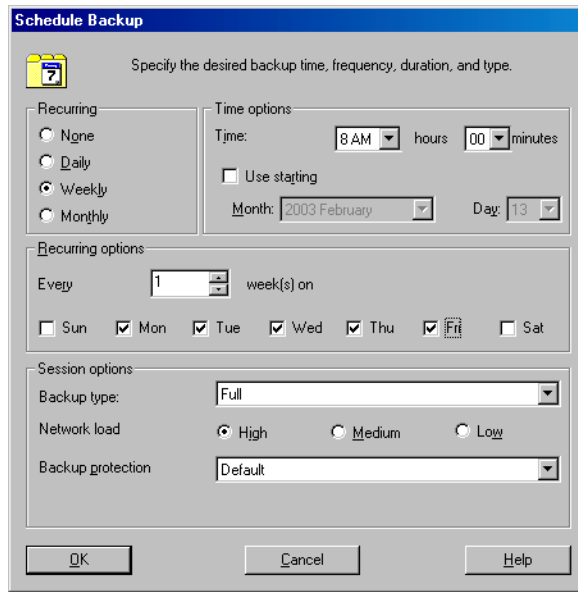 Schedule Backup
7
Specify the desired backup time, frequency, duration, and type.
Recurring
None
Daily
Weekly
Monthly
Time options
Time: 8 AM hours 00 minutes
Use starting
Month: 2003 February Day: 13
Recurring options
Every 1 week(s) on
Sun Mon Tue Wed Thu Fri Sat
Session options
Backup type: Full
Network load High Medium Low
Backup protection Default
OK Cancel Help